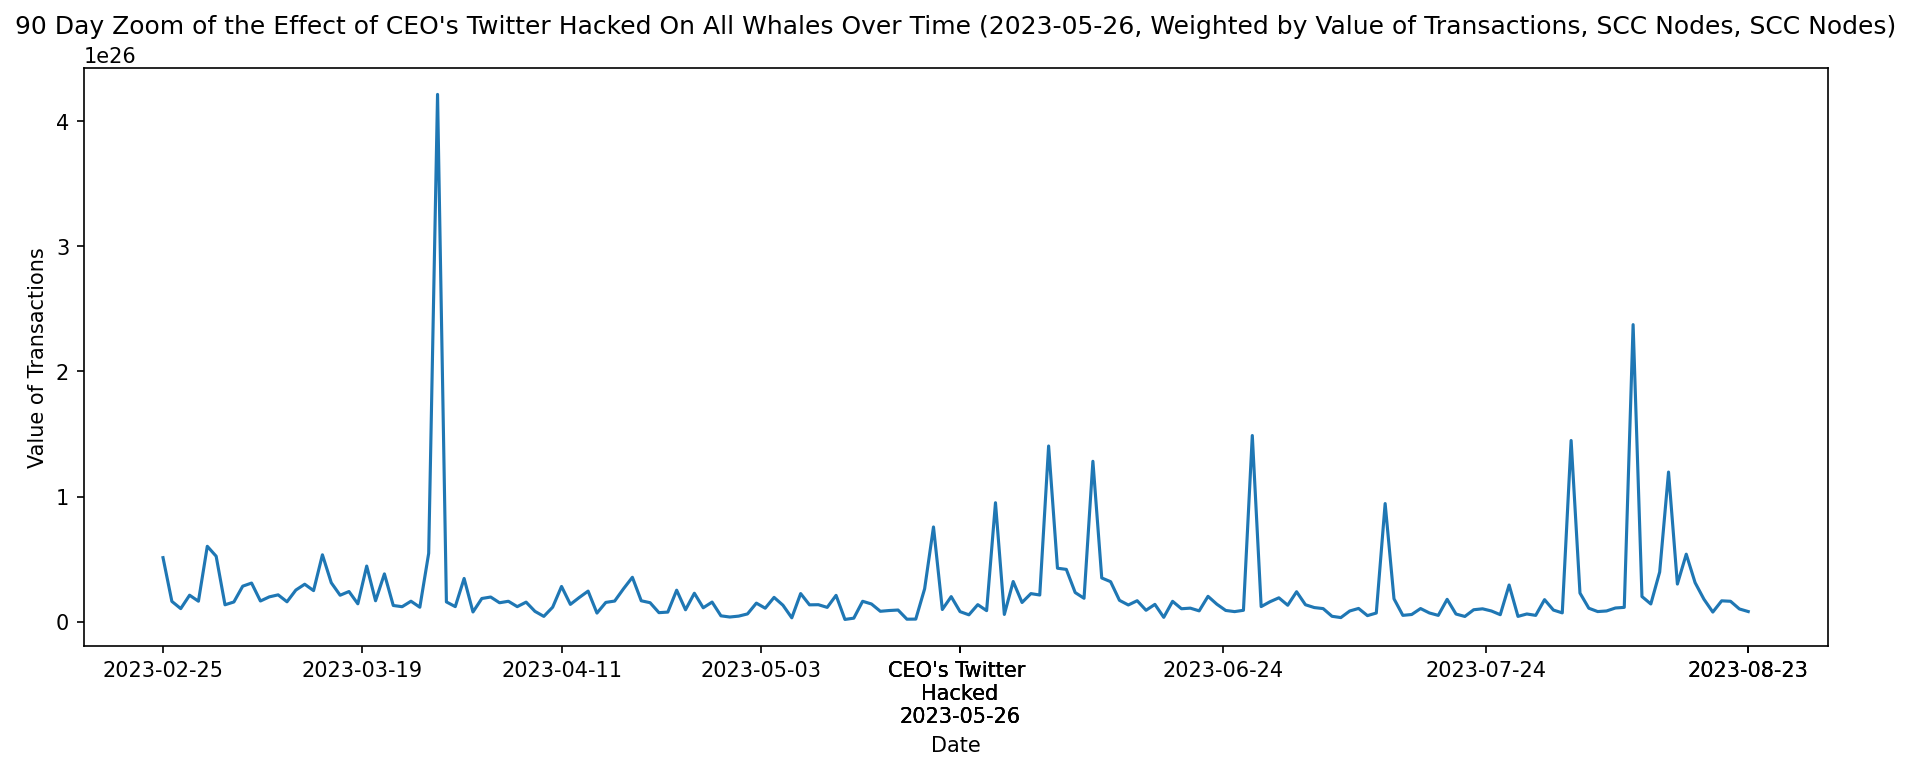 90 Day Zoom of the Effect of CEO's Twitter Hacked On All Whales Over Time (2023-05-26, Weighted by Value of Transactions, SCC Nodes, SCC Nodes)
1e26
4
3
2
1
0
Value of Transactions
2023-02-25 2023-03-19 2023-04-11 2023-05-03 CEO's Twitter 2023-06-24 2023-07-24 2023-08-23
Hacked
2023-05-26
Date